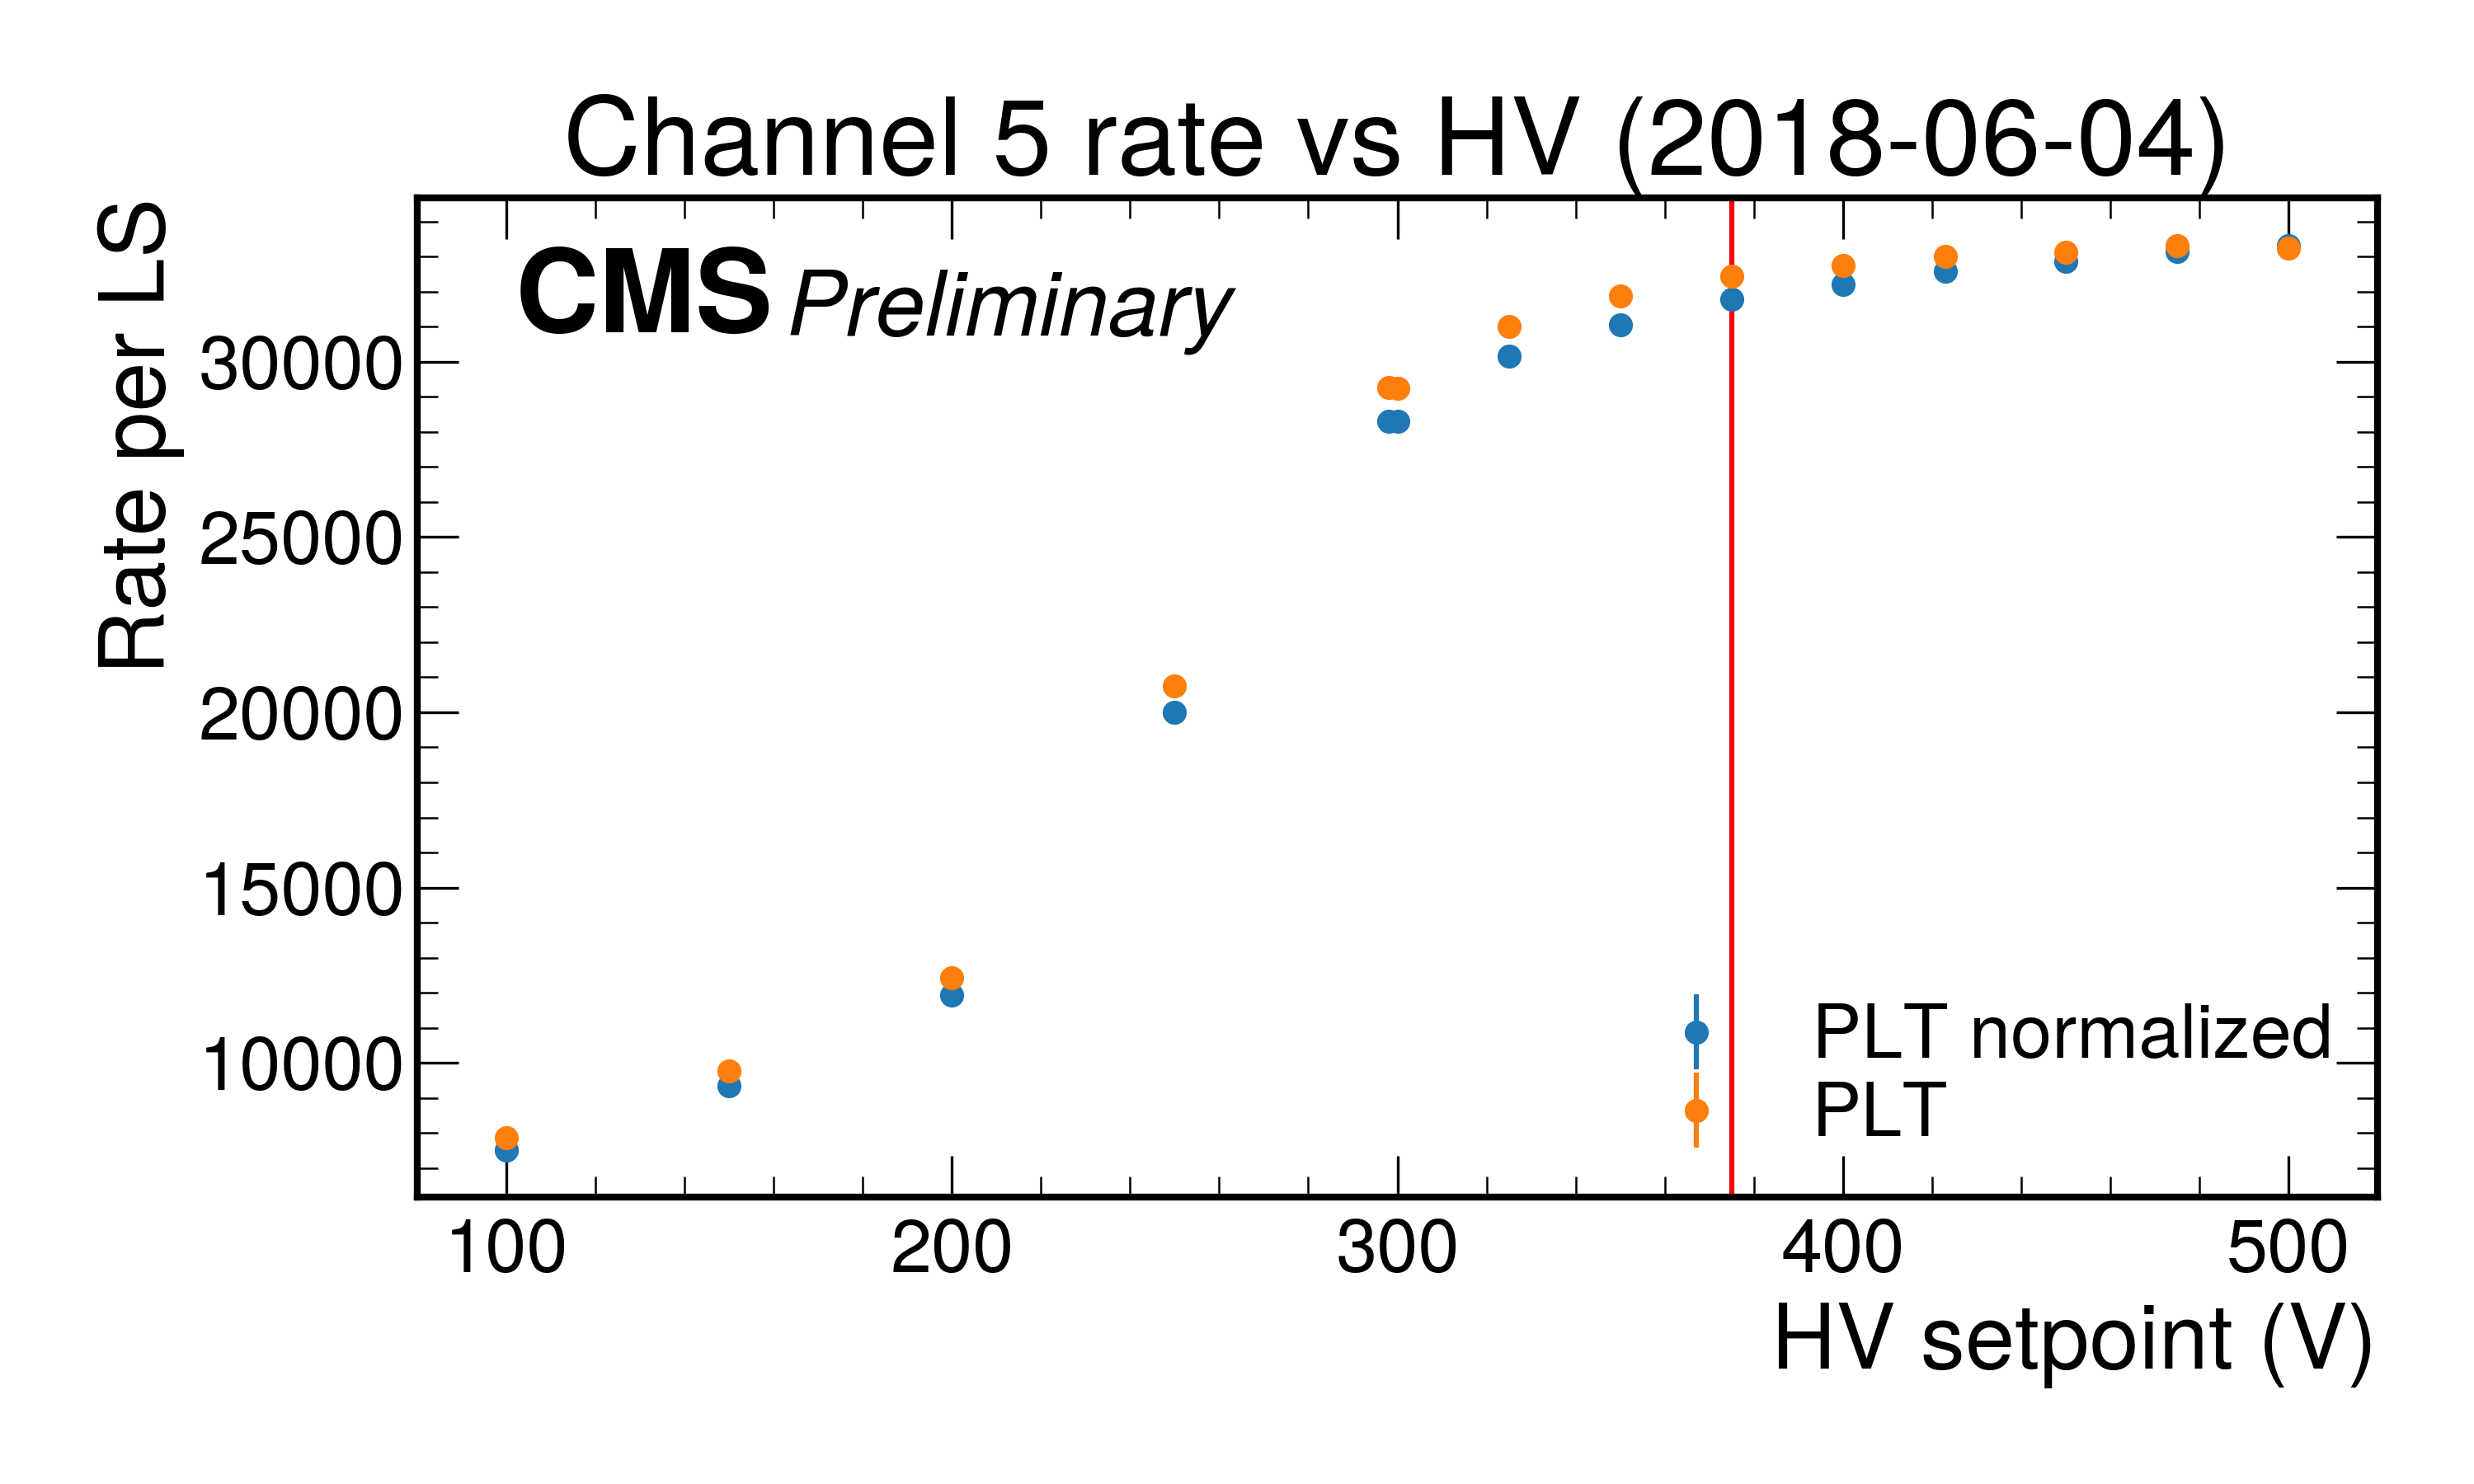 Channel 5 rate vs HV (2018-06-04)
CMS Preliminary
Rate per LS
30000
25000
20000
15000
10000
PLT normalized
PLT
100 200 300 400 500
HV setpoint (V)